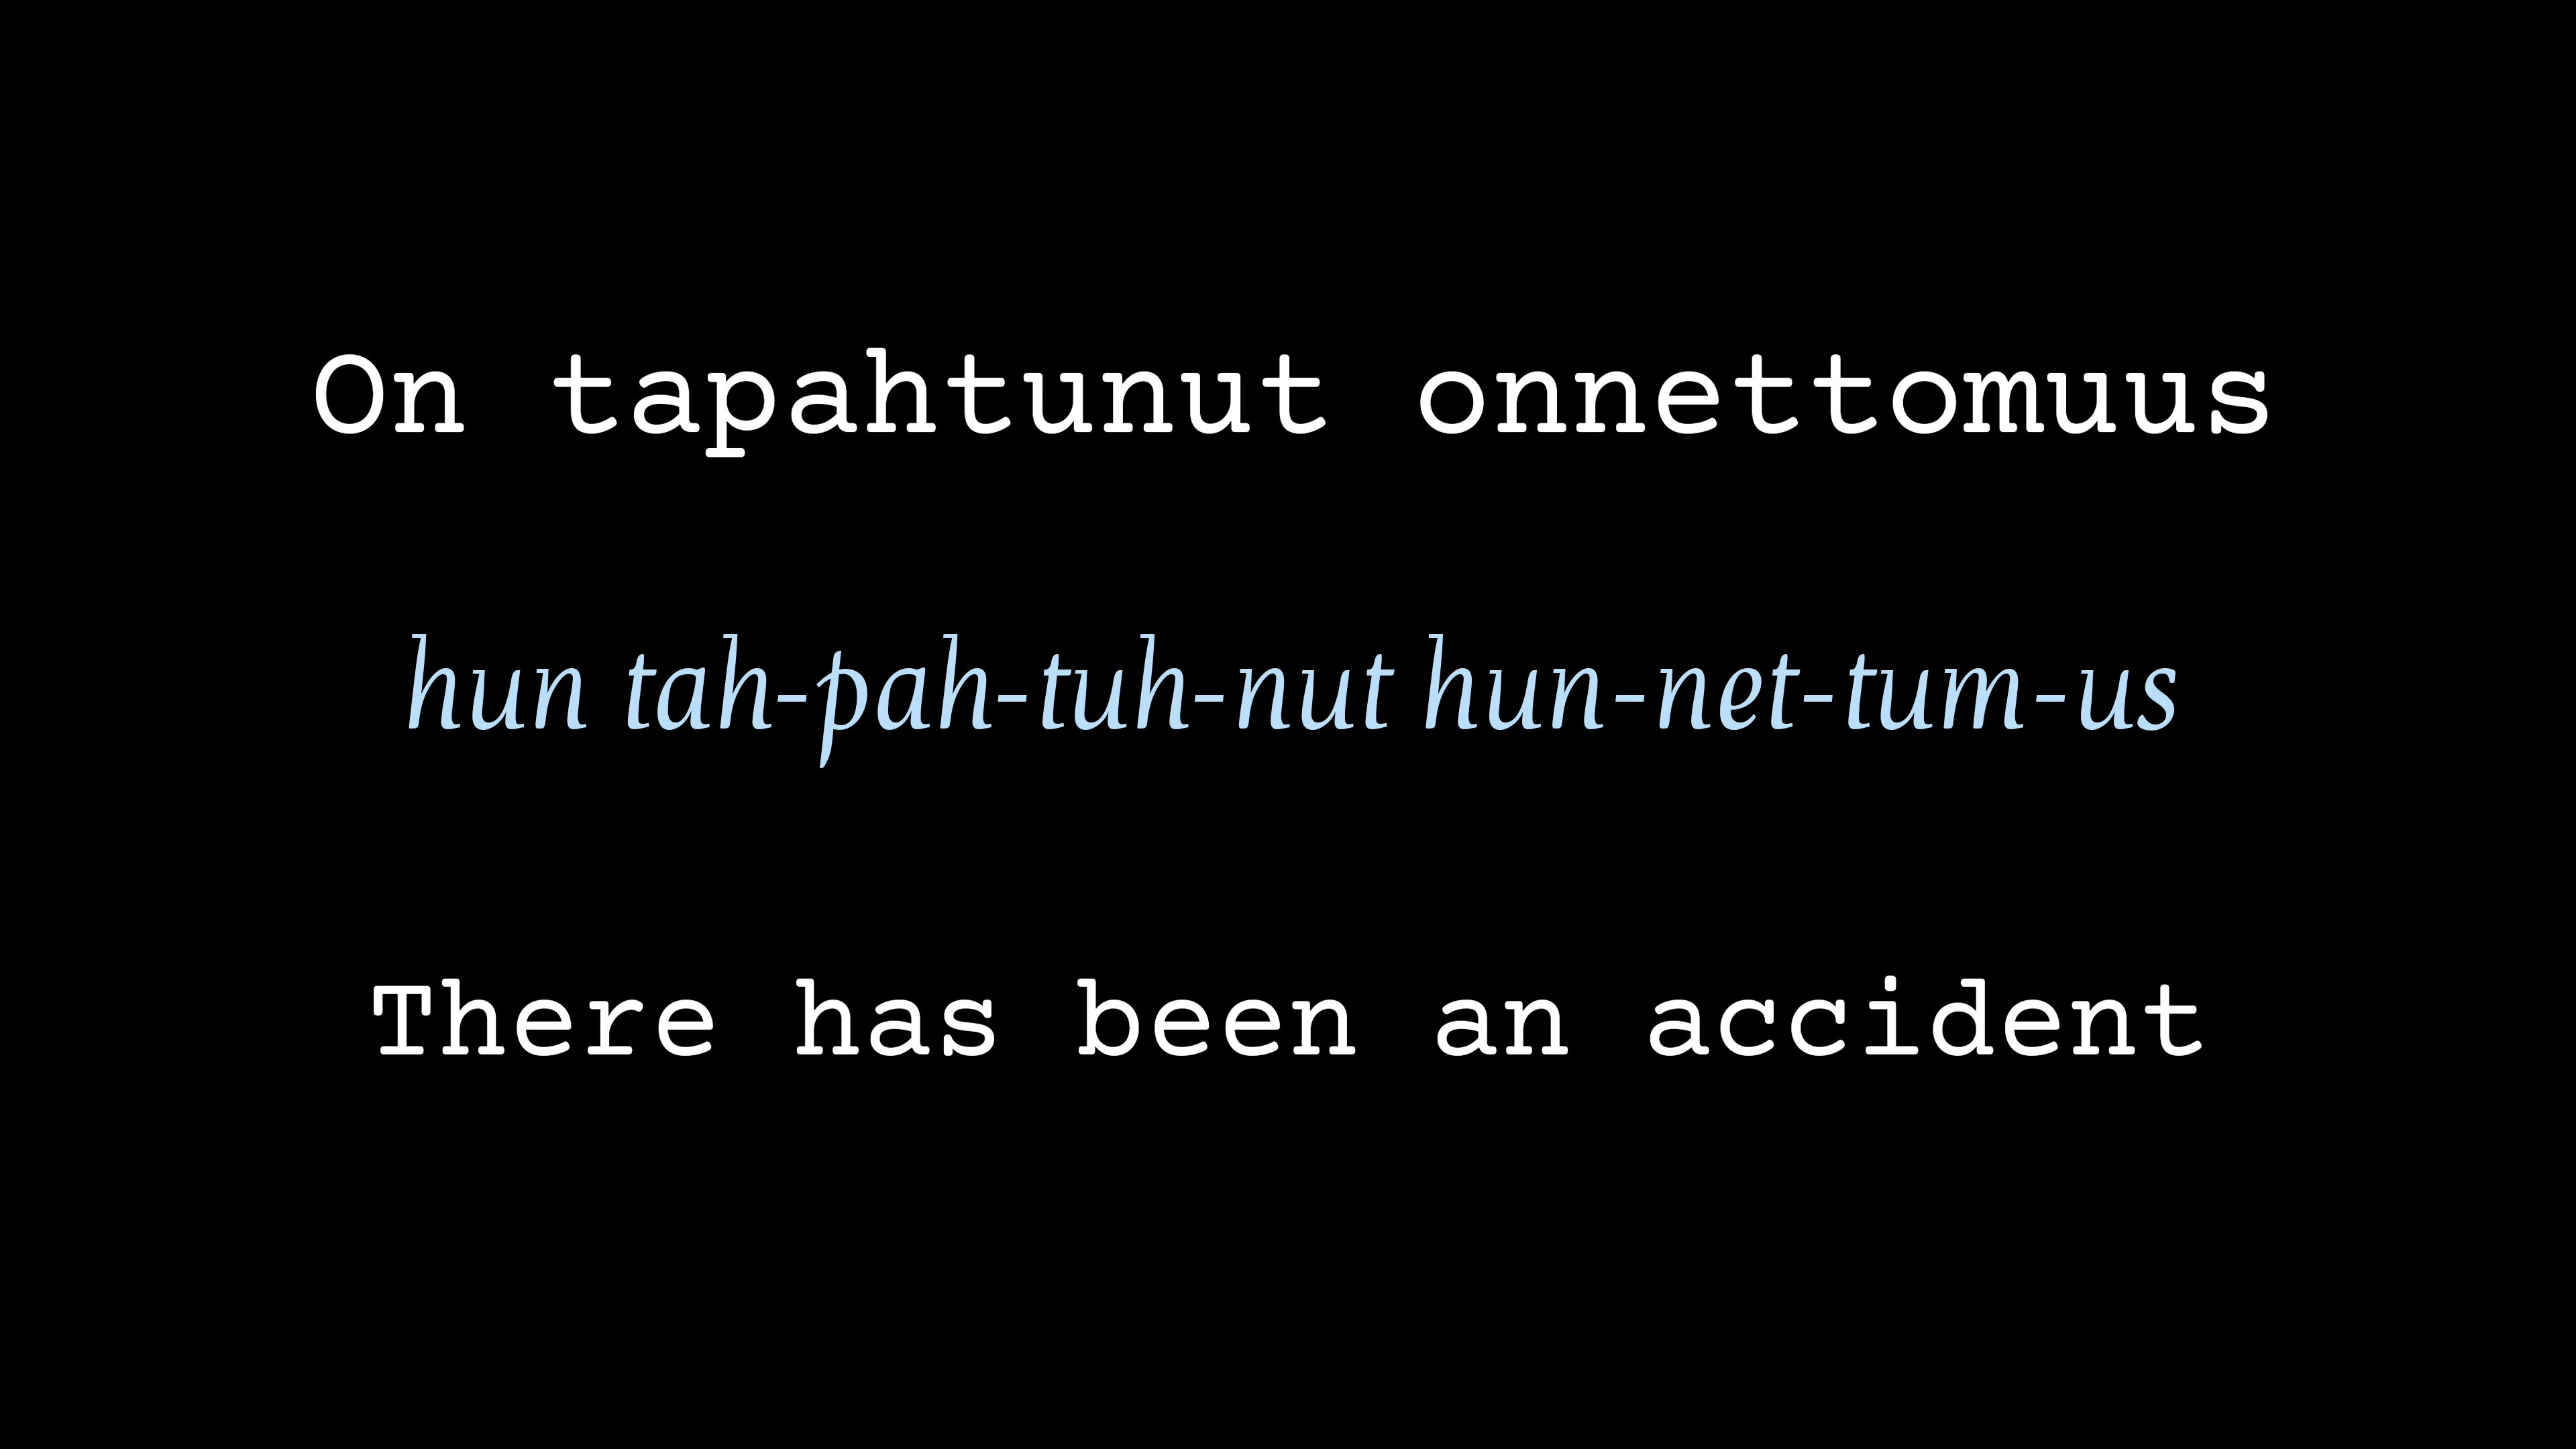 On tapahtunut onnettomuus
hun tah-pah-tuh-nut hun-net-tum-us
There has been an accident